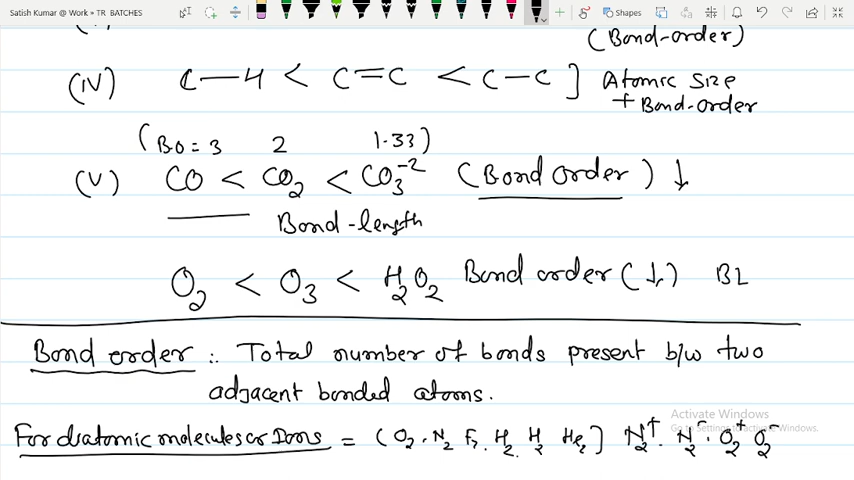 Satish Kumar @ Work » TR BATCHES
Shapes
(Bond-order)
(IV) C—H < C=C < C-C ] Atomic Size
+ Bond-order
(BO = 3 2 1.33)
(V) CO < CO₂ < CO₃⁻² (Bond order) ↓
Bond-length
O₂ < O₃ < H₂O₂ Bond order (↓) BL
Bond order :. Total number of bonds present b/w two
adjacent bonded atoms.
Activate Windows
Go to Settings to activate Windows.
For diatomic molecules or Ions = (O₂, N₂ F₂, H₂, H₂ He₂] N₂⁺. N₂⁻. O₂⁺ O₂⁻